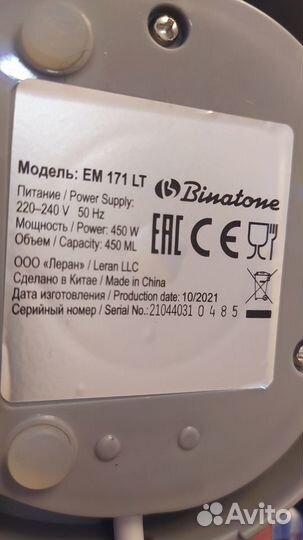 Модель: EM 171 LT
Binatone
Питание / Power Supply:
220–240 V 50 Hz
Мощность / Power: 450 W
Объем / Capacity: 450 ML
EAC CE
ООО «Леран» / Leran LLC
Сделано в Китае / Made in China
Дата изготовления / Production date: 10/2021
Серийный номер / Serial No.:21044031 0 4 8 5
Avito